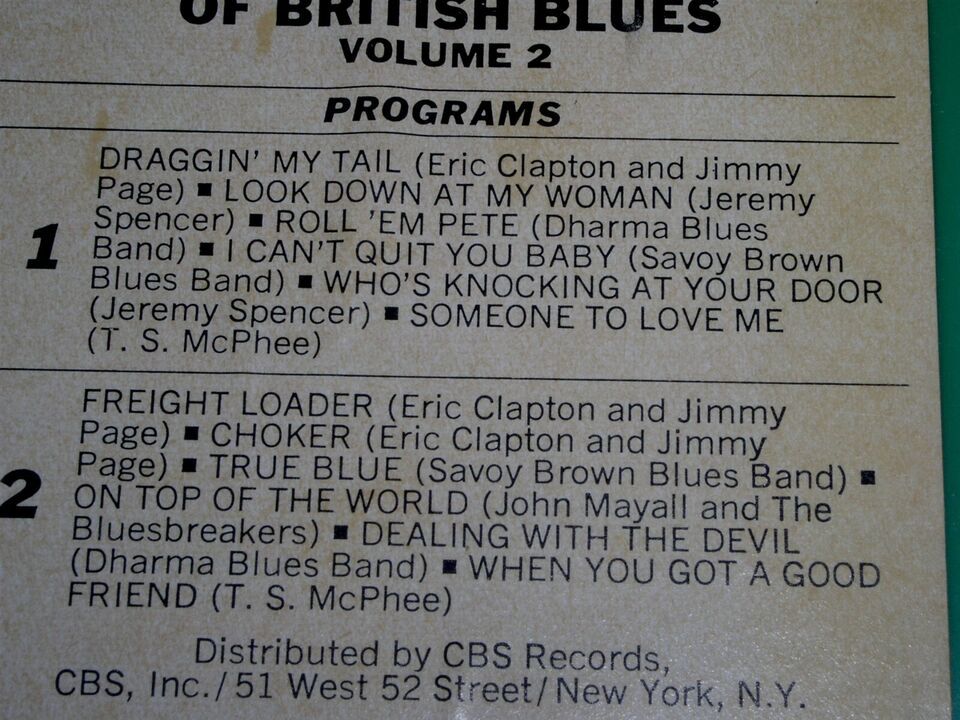 OF BRITISH BLUES
VOLUME 2
PROGRAMS
1
DRAGGIN' MY TAIL (Eric Clapton and Jimmy
Page) ■ LOOK DOWN AT MY WOMAN (Jeremy
Spencer) ■ ROLL 'EM PETE (Dharma Blues
Band) ■ I CAN'T QUIT YOU BABY (Savoy Brown
Blues Band) ■ WHO'S KNOCKING AT YOUR DOOR
(Jeremy Spencer) ■ SOMEONE TO LOVE ME
(T. S. McPhee)
2
FREIGHT LOADER (Eric Clapton and Jimmy
Page) ■ CHOKER (Eric Clapton and Jimmy
Page) ■ TRUE BLUE (Savoy Brown Blues Band) ■
ON TOP OF THE WORLD (John Mayall and The
Bluesbreakers) ■ DEALING WITH THE DEVIL
(Dharma Blues Band) ■ WHEN YOU GOT A GOOD
FRIEND (T. S. McPhee)
Distributed by CBS Records,
CBS, Inc./51 West 52 Street/New York, N.Y.